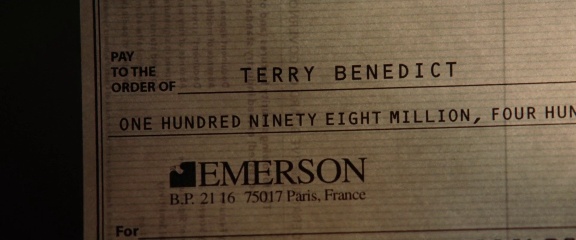 PAY
TO THE
ORDER OF TERRY BENEDICT
ONE HUNDRED NINETY EIGHT MILLION, FOUR HUN
EMERSON
B.P. 21 16 75017 Paris, France
For